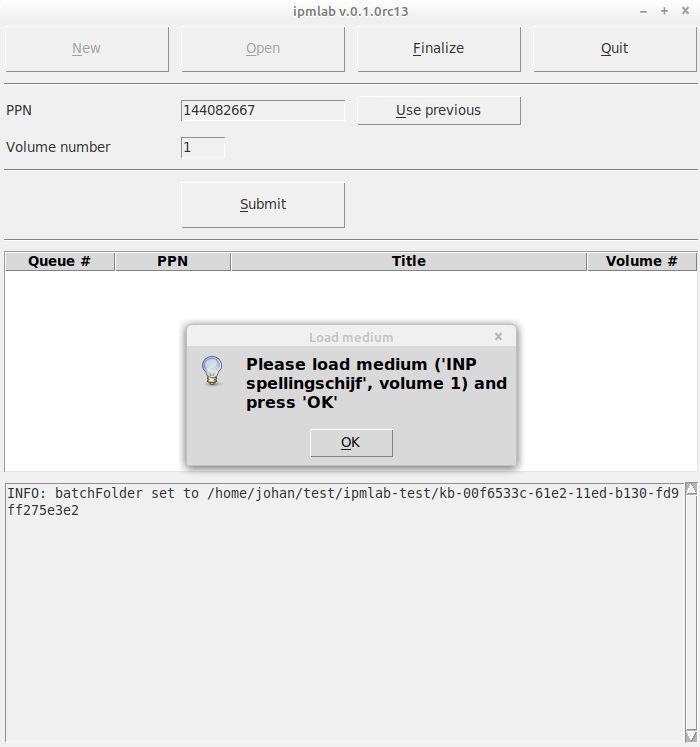 ipmlab v.0.1.0rc13
New Open Finalize Quit
PPN 144082667 Use previous
Volume number 1
Submit
Queue # PPN Title Volume #
Load medium
Please load medium ('INP
spellingschijf', volume 1) and
press 'OK'
OK
INFO: batchFolder set to /home/johan/test/ipmlab-test/kb-00f6533c-61e2-11ed-b130-fd9
ff275e3e2